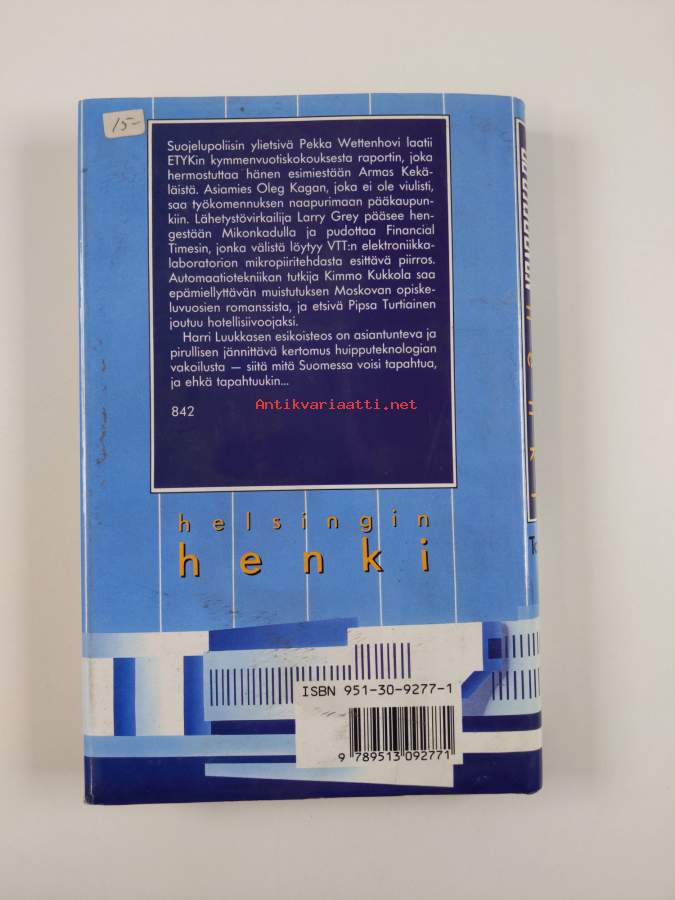 15-
Suojelupoliisin ylietsivä Pekka Wettenhovi laatii
ETYKin kymmenvuotiskokouksesta raportin, joka
hermostuttaa hänen esimiestään Armas Kekä-
läistä. Asiamies Oleg Kagan, joka ei ole viulisti,
saa työkomennuksen naapurimaan pääkaupun-
kiin. Lähetystövirkailija Larry Grey pääsee hen-
gestään Mikonkadulla ja pudottaa Financial
Timesin, jonka välistä löytyy VTT:n elektroniikka-
laboratorion mikropiiritehdasta esittävä piirros.
Automaatiotekniikan tutkija Kimmo Kukkola saa
epämiellyttävän muistutuksen Moskovan opiske-
luvuosien romanssista, ja etsivä Pipsa Turtiainen
joutuu hotellisiivoojaksi.
Harri Luukkasen esikoisteos on asiantunteva ja
pirullisen jännittävä kertomus huipputeknologian
vakoilusta — siitä mitä Suomessa voisi tapahtua,
ja ehkä tapahtuukin...
842
Antikvariaatti.net
helsingin
henki
ISBN 951-30-9277-1
9 789513 092771
henki